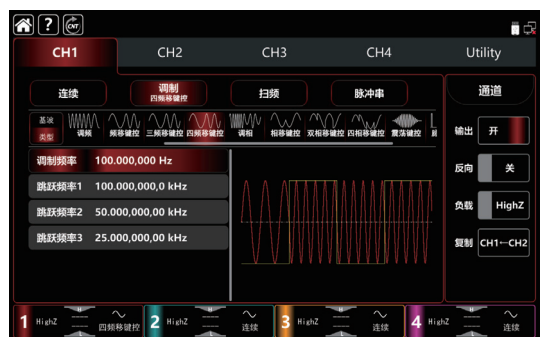 ? CNT
CH1 CH2 CH3 CH4 Utility
连续 调制 扫频 脉冲串 通道
四频移键控
基波
类型 调频 频移键控 三频移键控 四频移键控 调相 相移键控 双相移键控 四相移键控 震荡键控
输出 开
调制频率 100.000,000 Hz
反向 关
跳跃频率1 100.000,000,0 kHz
跳跃频率2 50.000,000,00 kHz
负载 HighZ
跳跃频率3 25.000,000,00 kHz
复制 CH1←CH2
1 HighZ 四频移键控 2 HighZ 连续 3 HighZ 连续 4 HighZ 连续